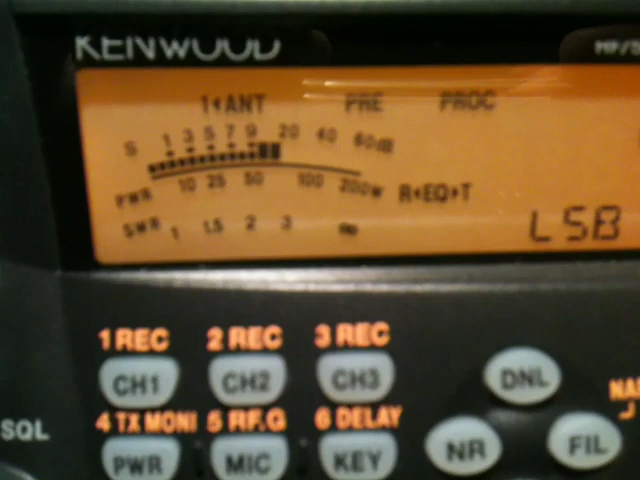 KENWOOD
1◂ANT PRE PROC
S 1 3 5 7 9 20 40 60dB
PWR 10 25 50 100 200W R◂EQ▸T
SWR 1 1.5 2 3 ∞ LSB
1 REC 2 REC 3 REC
CH1 CH2 CH3 DNL
4 TX MONI 5 RF.G 6 DELAY
SQL PWR MIC KEY NR FIL